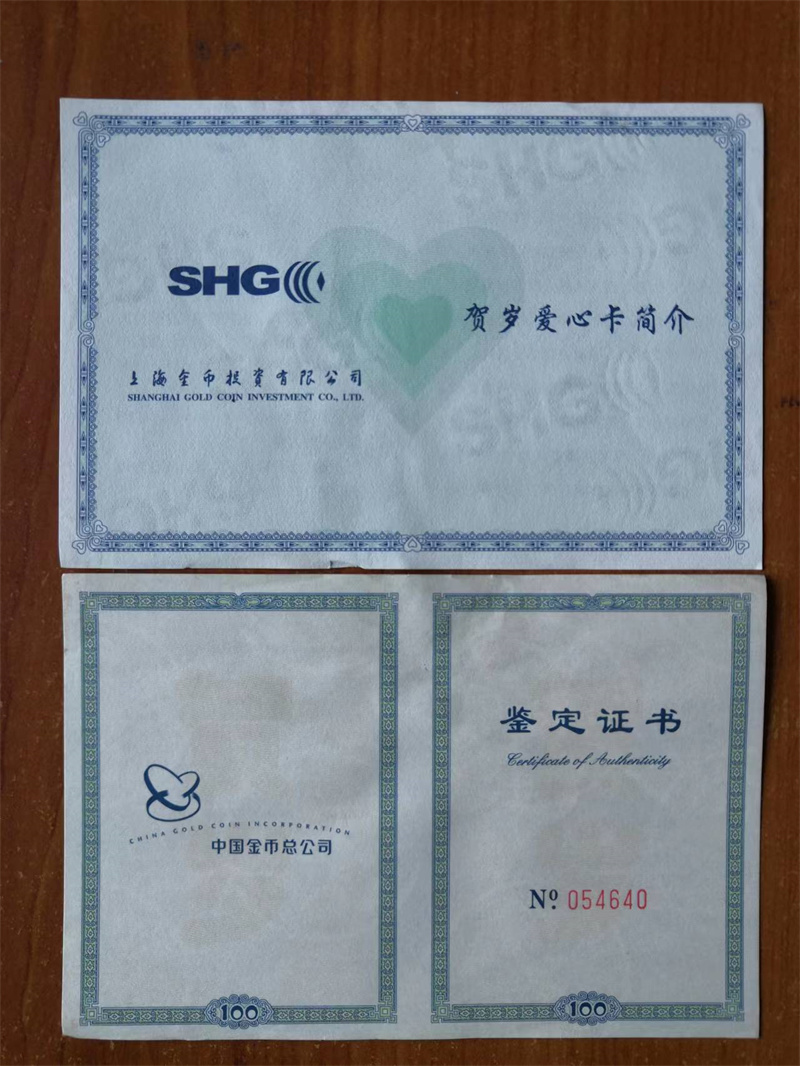 SHGC
贺岁爱心卡简介
上海金币投資有限公司
SHANGHAI GOLD COIN INVESTMENT CO., LTD.
鉴定证书
Certificate of Authenticity
CHINA GOLD COIN INCORPORATION
中国金币总公司
Nº 054640
100
100